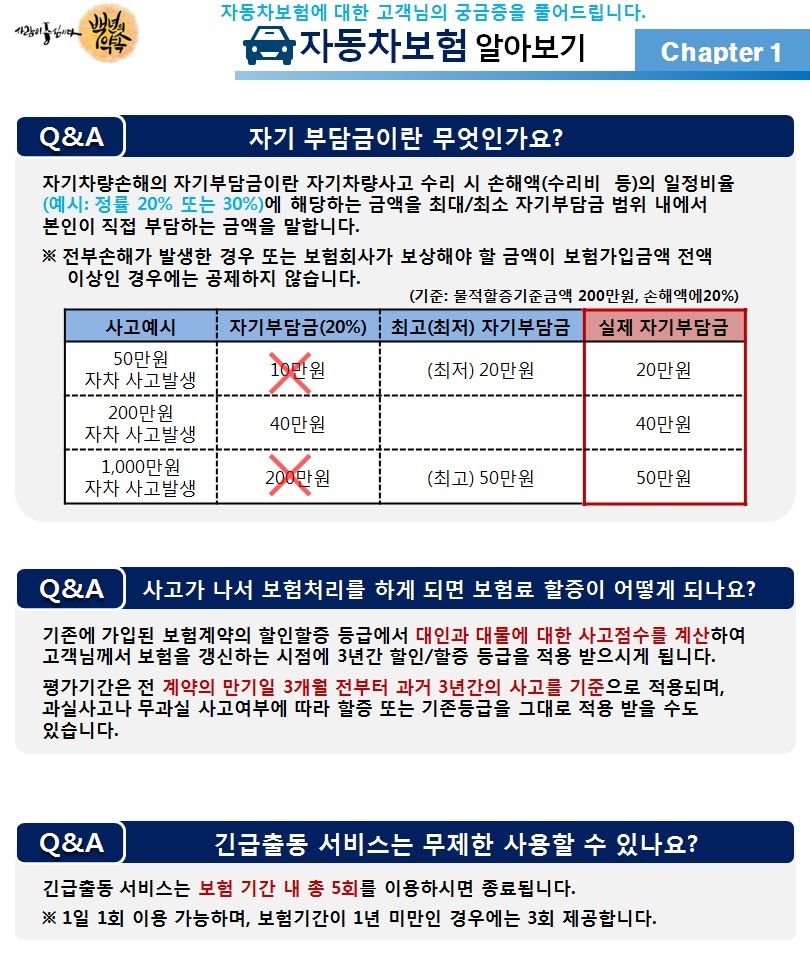 자동차보험에 대한 고객님의 궁금증을 풀어드립니다.
사람이 중심이다 백년의 약속
자동차보험 알아보기
Chapter 1
Q&A 자기 부담금이란 무엇인가요?
자기차량손해의 자기부담금이란 자기차량사고 수리 시 손해액(수리비 등)의 일정비율
(예시: 정률 20% 또는 30%)에 해당하는 금액을 최대/최소 자기부담금 범위 내에서
본인이 직접 부담하는 금액을 말합니다.
※ 전부손해가 발생한 경우 또는 보험회사가 보상해야 할 금액이 보험가입금액 전액
이상인 경우에는 공제하지 않습니다.
(기준: 물적할증기준금액 200만원, 손해액에20%)
사고예시 자기부담금(20%) 최고(최저) 자기부담금 실제 자기부담금
50만원
자차 사고발생 10만원 (최저) 20만원 20만원
200만원
자차 사고발생 40만원 40만원
1,000만원
자차 사고발생 200만원 (최고) 50만원 50만원
Q&A 사고가 나서 보험처리를 하게 되면 보험료 할증이 어떻게 되나요?
기존에 가입된 보험계약의 할인할증 등급에서 대인과 대물에 대한 사고점수를 계산하여
고객님께서 보험을 갱신하는 시점에 3년간 할인/할증 등급을 적용 받으시게 됩니다.
평가기간은 전 계약의 만기일 3개월 전부터 과거 3년간의 사고를 기준으로 적용되며,
과실사고나 무과실 사고여부에 따라 할증 또는 기존등급을 그대로 적용 받을 수도
있습니다.
Q&A 긴급출동 서비스는 무제한 사용할 수 있나요?
긴급출동 서비스는 보험 기간 내 총 5회를 이용하시면 종료됩니다.
※ 1일 1회 이용 가능하며, 보험기간이 1년 미만인 경우에는 3회 제공합니다.